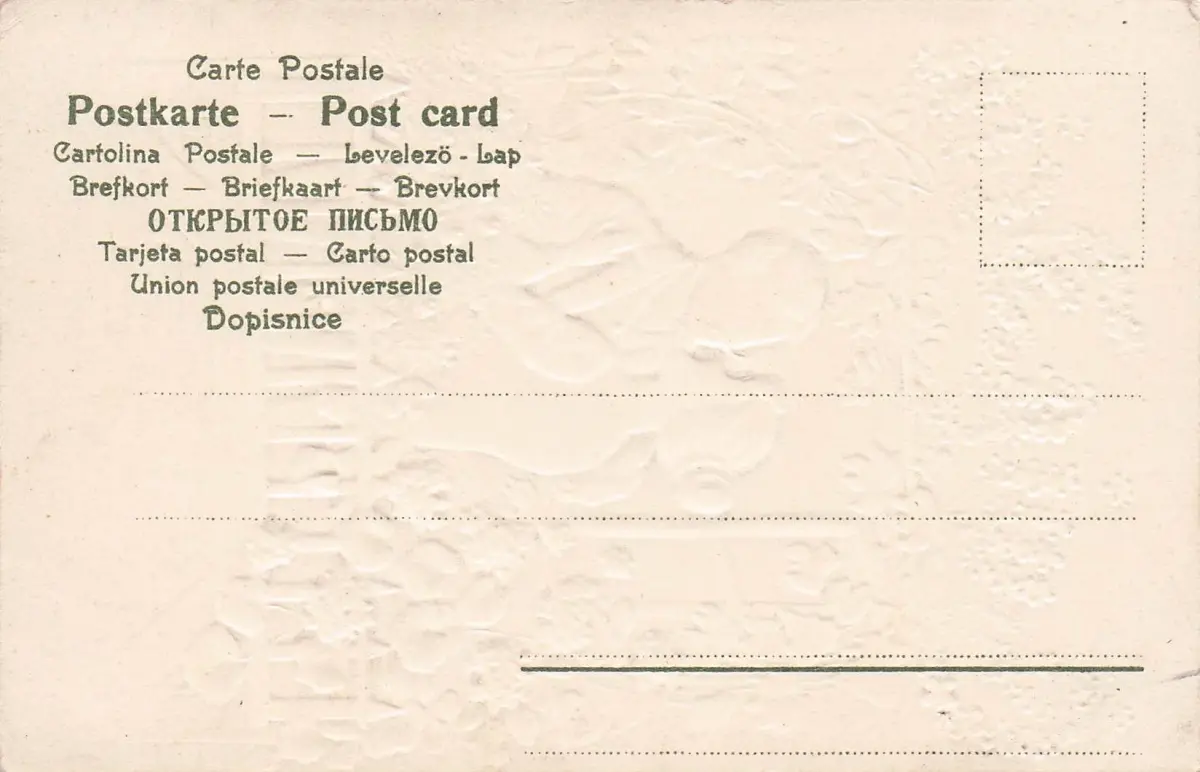 Carte Postale
Postkarte – Post card
Cartolina Postale — Levelezö - Lap
Brefkort — Briefkaart — Brevkort
ОТКРЫТОЕ ПИСЬМО
Tarjeta postal — Carto postal
Union postale universelle
Dopisnice